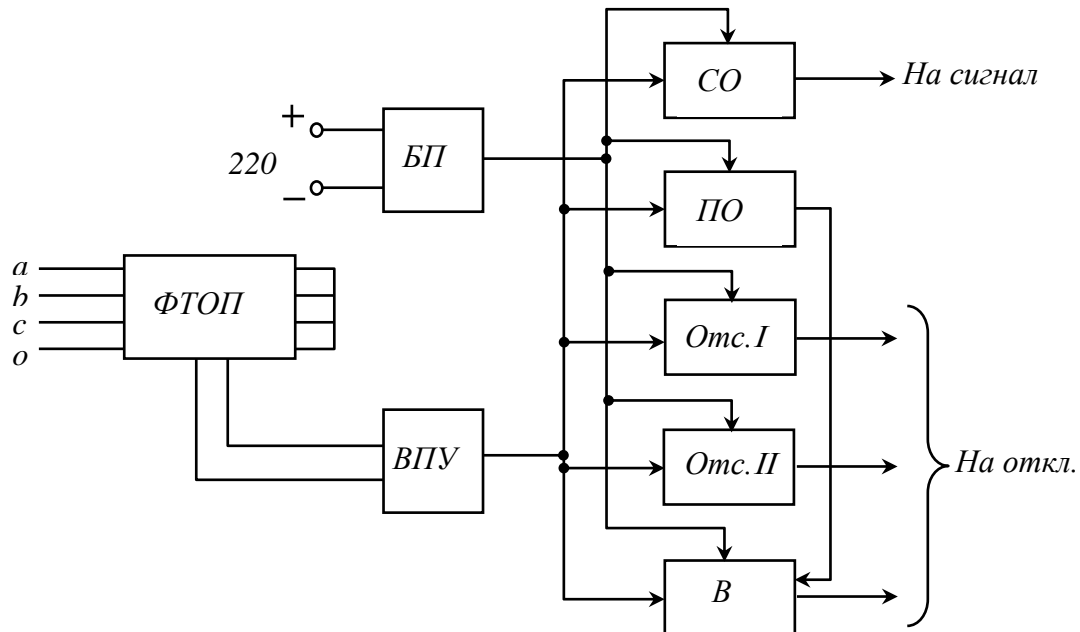 СО
На сигнал
+
220
−
БП
ПО
a
b
c
o
ФТОП
Отс. I
ВПУ
Отс. II
На откл.
В